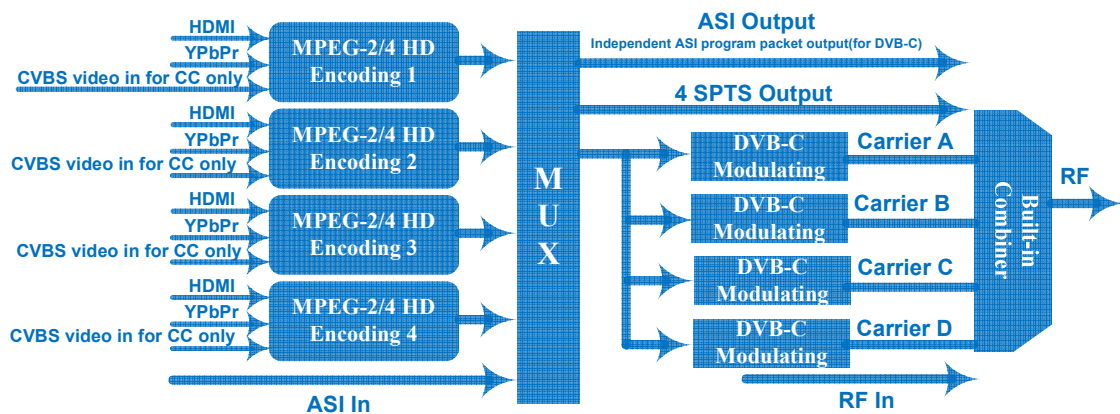 HDMI
YPbPr
CVBS video in for CC only
MPEG-2/4 HD
Encoding 1
HDMI
YPbPr
CVBS video in for CC only
MPEG-2/4 HD
Encoding 2
HDMI
YPbPr
CVBS video in for CC only
MPEG-2/4 HD
Encoding 3
HDMI
YPbPr
CVBS video in for CC only
MPEG-2/4 HD
Encoding 4
ASI In
M
U
X
ASI Output
Independent ASI program packet output(for DVB-C)
4 SPTS Output
DVB-C
Modulating
Carrier A
DVB-C
Modulating
Carrier B
DVB-C
Modulating
Carrier C
DVB-C
Modulating
Carrier D
RF In
Built-in
Combiner
RF